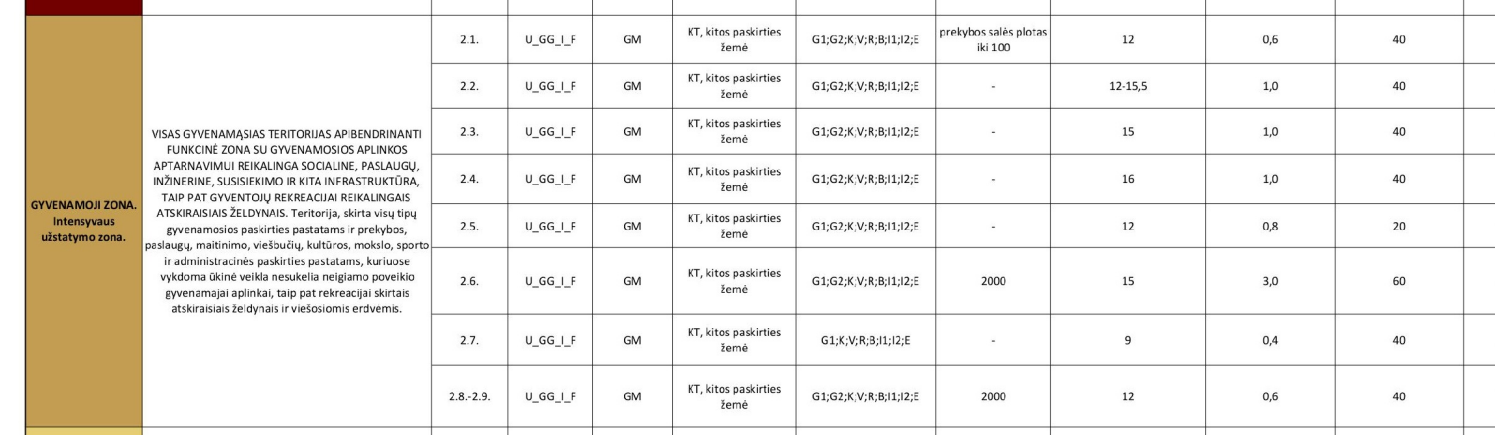 GYVENAMOJI ZONA.
Intensyvaus
užstatymo zona.
VISAS GYVENAMĄSIAS TERITORIJAS APIBENDRINANTI
FUNKCINĖ ZONA SU GYVENAMOSIOS APLINKOS
APTARNAVIMUI REIKALINGA SOCIALINE, PASLAUGŲ,
INŽINERINE, SUSISIEKIMO IR KITA INFRASTRUKTŪRA,
TAIP PAT GYVENTOJŲ REKREACIJAI REIKALINGAIS
ATSKIRAISIAIS ŽELDYNAIS. Teritorija, skirta visų tipų
gyvenamosios paskirties pastatams ir prekybos,
paslaugų, maitinimo, viešbučių, kultūros, mokslo, sporto
ir administracinės paskirties pastatams, kuriuose
vykdoma ūkinė veikla nesukelia neigiamo poveikio
gyvenamajai aplinkai, taip pat rekreacijai skirtais
atskiraisiais želdynais ir viešosiomis erdvėmis.
2.1. U_GG_I_F GM KT, kitos paskirties žemė G1;G2;K;V;R;B;I1;I2;E prekybos salės plotas iki 100 12 0,6 40
2.2. U_GG_I_F GM KT, kitos paskirties žemė G1;G2;K;V;R;B;I1;I2;E - 12-15,5 1,0 40
2.3. U_GG_I_F GM KT, kitos paskirties žemė G1;G2;K;V;R;B;I1;I2;E - 15 1,0 40
2.4. U_GG_I_F GM KT, kitos paskirties žemė G1;G2;K;V;R;B;I1;I2;E - 16 1,0 40
2.5. U_GG_I_F GM KT, kitos paskirties žemė G1;G2;K;V;R;B;I1;I2;E - 12 0,8 20
2.6. U_GG_I_F GM KT, kitos paskirties žemė G1;G2;K;V;R;B;I1;I2;E 2000 15 3,0 60
2.7. U_GG_I_F GM KT, kitos paskirties žemė G1;K;V;R;B;I1;I2;E - 9 0,4 40
2.8.-2.9. U_GG_I_F GM KT, kitos paskirties žemė G1;G2;K;V;R;B;I1;I2;E 2000 12 0,6 40